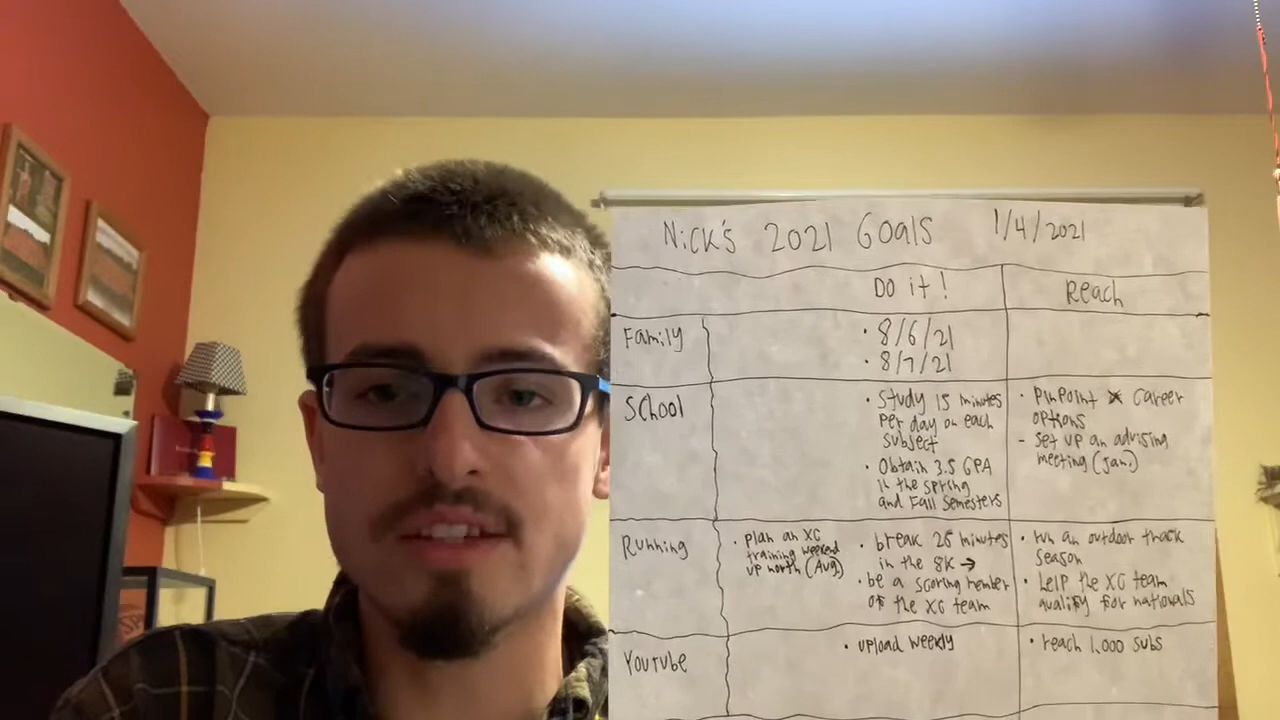 Nick's 2021 Goals 1/4/2021
Do it! Reach
Family
• 8/6/21
• 8/7/21
School
• Study 15 minutes
per day on each
subject
• Obtain 3.5 GPA
in the spring
and Fall Semesters
• Pinpoint career
options
- set up an advising
meeting (Jan.)
Running
• plan an XC
training weekend
up north (Aug)
• break 26 minutes
in the 8K →
• be a scoring member
of the XC team
• run an outdoor track
season
• help the XC team
qualify for nationals
Youtube
• upload weekly
• reach 1,000 subs
SP